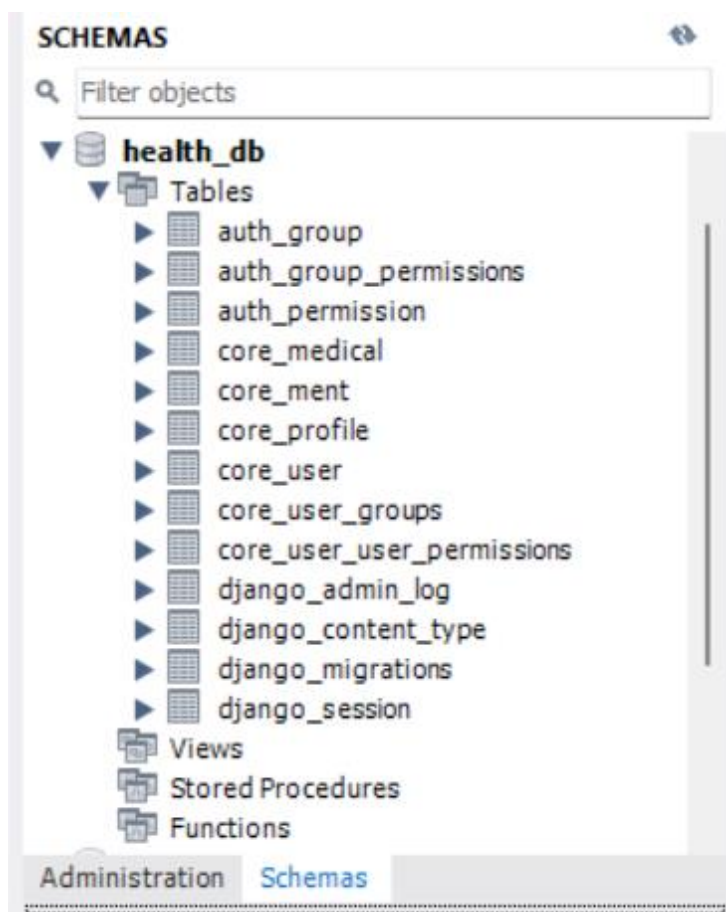 SCHEMAS
Filter objects
health_db
Tables
auth_group
auth_group_permissions
auth_permission
core_medical
core_ment
core_profile
core_user
core_user_groups
core_user_user_permissions
django_admin_log
django_content_type
django_migrations
django_session
Views
Stored Procedures
Functions
Administration Schemas